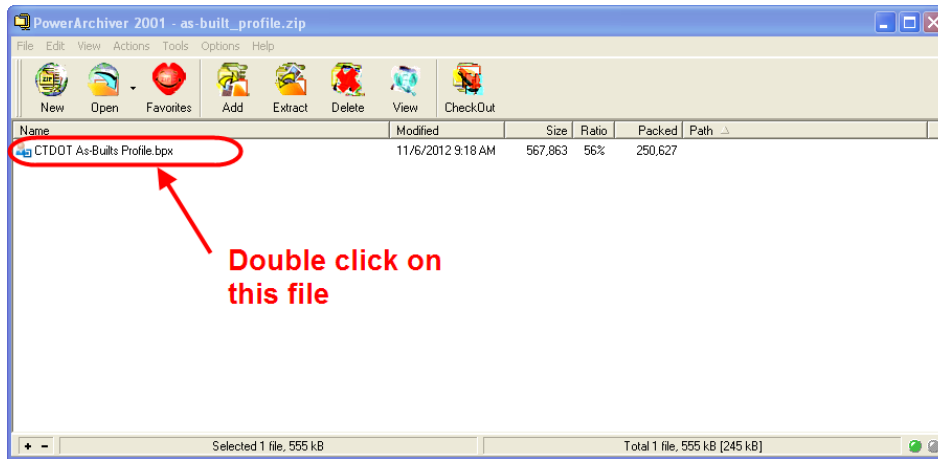 PowerArchiver 2001 - as-built_profile.zip
File Edit View Actions Tools Options Help
ZIP
New Open Favorites Add Extract Delete View CheckOut
Name Modified Size Ratio Packed Path
CTDOT As-Builts Profile.bpx 11/6/2012 9:18 AM 567,863 56% 250,627
Double click on
this file
+ - Selected 1 file, 555 kB Total 1 file, 555 kB [245 kB]